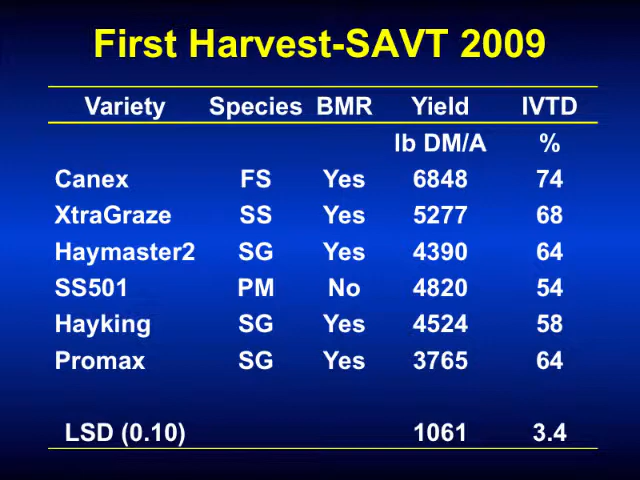 First Harvest-SAVT 2009
Variety Species BMR Yield IVTD
lb DM/A %
Canex FS Yes 6848 74
XtraGraze SS Yes 5277 68
Haymaster2 SG Yes 4390 64
SS501 PM No 4820 54
Hayking SG Yes 4524 58
Promax SG Yes 3765 64
LSD (0.10) 1061 3.4